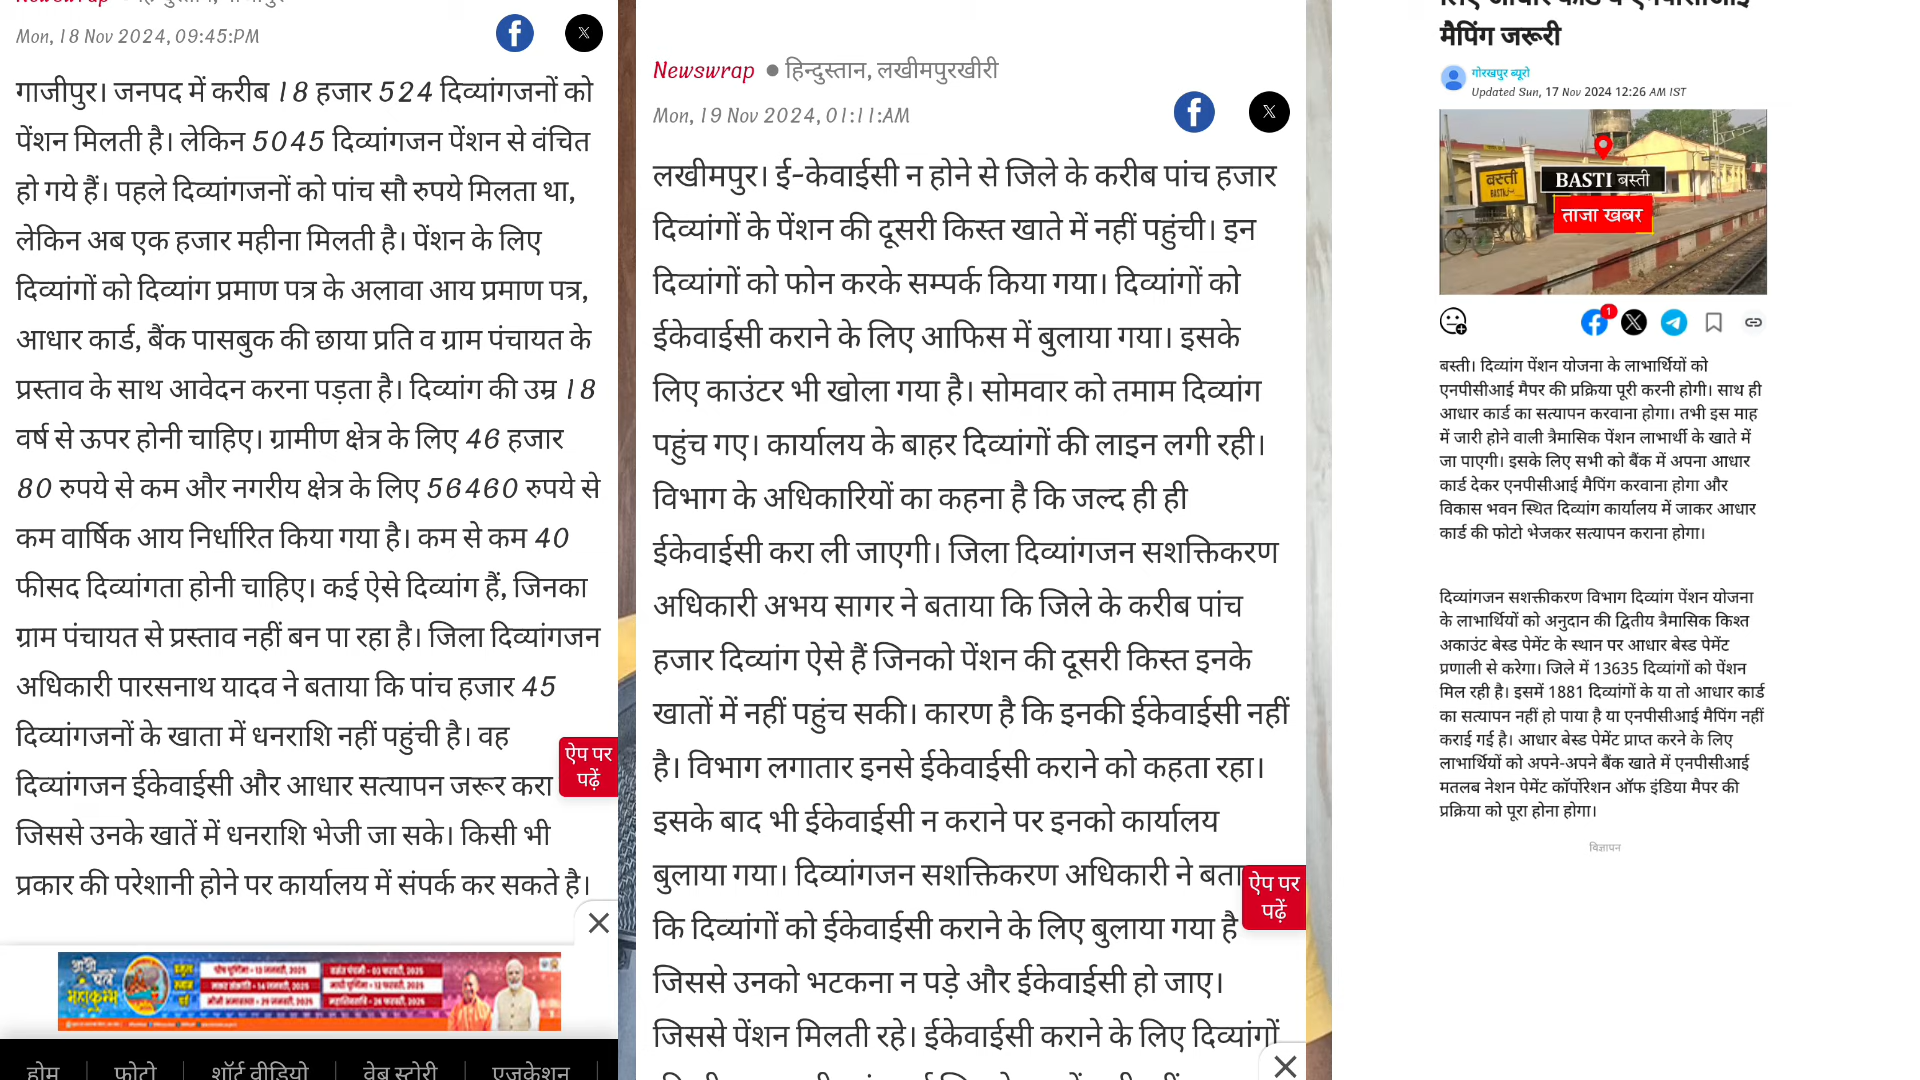 Newswrap
Mon, 18 Nov 2024, 09:45:PM
गाजीपुर। जनपद में करीब 18 हजार 524 दिव्यांगजनों को
पेंशन मिलती है। लेकिन 5045 दिव्यांगजन पेंशन से वंचित
हो गये हैं। पहले दिव्यांगजनों को पांच सौ रुपये मिलता था,
लेकिन अब एक हजार महीना मिलती है। पेंशन के लिए
दिव्यांगों को दिव्यांग प्रमाण पत्र के अलावा आय प्रमाण पत्र,
आधार कार्ड, बैंक पासबुक की छाया प्रति व ग्राम पंचायत के
प्रस्ताव के साथ आवेदन करना पड़ता है। दिव्यांग की उम्र 18
वर्ष से ऊपर होनी चाहिए। ग्रामीण क्षेत्र के लिए 46 हजार
80 रुपये से कम और नगरीय क्षेत्र के लिए 56460 रुपये से
कम वार्षिक आय निर्धारित किया गया है। कम से कम 40
फीसद दिव्यांगता होनी चाहिए। कई ऐसे दिव्यांग हैं, जिनका
ग्राम पंचायत से प्रस्ताव नहीं बन पा रहा है। जिला दिव्यांगजन
अधिकारी पारसनाथ यादव ने बताया कि पांच हजार 45
दिव्यांगजनों के खाता में धनराशि नहीं पहुंची है। वह
दिव्यांगजन ईकेवाईसी और आधार सत्यापन जरूर करा
जिससे उनके खातें में धनराशि भेजी जा सके। किसी भी
प्रकार की परेशानी होने पर कार्यालय में संपर्क कर सकते है।
ऐप पर
पढ़ें
होम फोटो शॉर्ट वीडियो वेब स्टोरी एजुकेशन
Newswrap ● हिन्दुस्तान, लखीमपुरखीरी
Mon, 19 Nov 2024, 01:11:AM
लखीमपुर। ई-केवाईसी न होने से जिले के करीब पांच हजार
दिव्यांगों के पेंशन की दूसरी किस्त खाते में नहीं पहुंची। इन
दिव्यांगों को फोन करके सम्पर्क किया गया। दिव्यांगों को
ईकेवाईसी कराने के लिए आफिस में बुलाया गया। इसके
लिए काउंटर भी खोला गया है। सोमवार को तमाम दिव्यांग
पहुंच गए। कार्यालय के बाहर दिव्यांगों की लाइन लगी रही।
विभाग के अधिकारियों का कहना है कि जल्द ही ही
ईकेवाईसी करा ली जाएगी। जिला दिव्यांगजन सशक्तिकरण
अधिकारी अभय सागर ने बताया कि जिले के करीब पांच
हजार दिव्यांग ऐसे हैं जिनको पेंशन की दूसरी किस्त इनके
खातों में नहीं पहुंच सकी। कारण है कि इनकी ईकेवाईसी नहीं
है। विभाग लगातार इनसे ईकेवाईसी कराने को कहता रहा।
इसके बाद भी ईकेवाईसी न कराने पर इनको कार्यालय
बुलाया गया। दिव्यांगजन सशक्तिकरण अधिकारी ने बता
कि दिव्यांगों को ईकेवाईसी कराने के लिए बुलाया गया है
जिससे उनको भटकना न पड़े और ईकेवाईसी हो जाए।
जिससे पेंशन मिलती रहे। ईकेवाईसी कराने के लिए दिव्यांगों
ऐप पर
पढ़ें
लिए आधार कार्ड व एनपीसीआई
मैपिंग जरूरी
गोरखपुर ब्यूरो
Updated Sun, 17 Nov 2024 12:26 AM IST
वस्ती
BASTI
BASTI बस्ती
ताजा खबर
1
बस्ती। दिव्यांग पेंशन योजना के लाभार्थियों को
एनपीसीआई मैपर की प्रक्रिया पूरी करनी होगी। साथ ही
आधार कार्ड का सत्यापन करवाना होगा। तभी इस माह
में जारी होने वाली त्रैमासिक पेंशन लाभार्थी के खाते में
जा पाएगी। इसके लिए सभी को बैंक में अपना आधार
कार्ड देकर एनपीसीआई मैपिंग करवाना होगा और
विकास भवन स्थित दिव्यांग कार्यालय में जाकर आधार
कार्ड की फोटो भेजकर सत्यापन कराना होगा।
दिव्यांगजन सशक्तीकरण विभाग दिव्यांग पेंशन योजना
के लाभार्थियों को अनुदान की द्वितीय त्रैमासिक किश्त
अकाउंट बेस्ड पेमेंट के स्थान पर आधार बेस्ड पेमेंट
प्रणाली से करेगा। जिले में 13635 दिव्यांगों को पेंशन
मिल रही है। इसमें 1881 दिव्यांगों के या तो आधार कार्ड
का सत्यापन नहीं हो पाया है या एनपीसीआई मैपिंग नहीं
कराई गई है। आधार बेस्ड पेमेंट प्राप्त करने के लिए
लाभार्थियों को अपने-अपने बैंक खाते में एनपीसीआई
मतलब नेशन पेमेंट कॉर्पोरेशन ऑफ इंडिया मैपर की
प्रक्रिया को पूरा होना होगा।
विज्ञापन